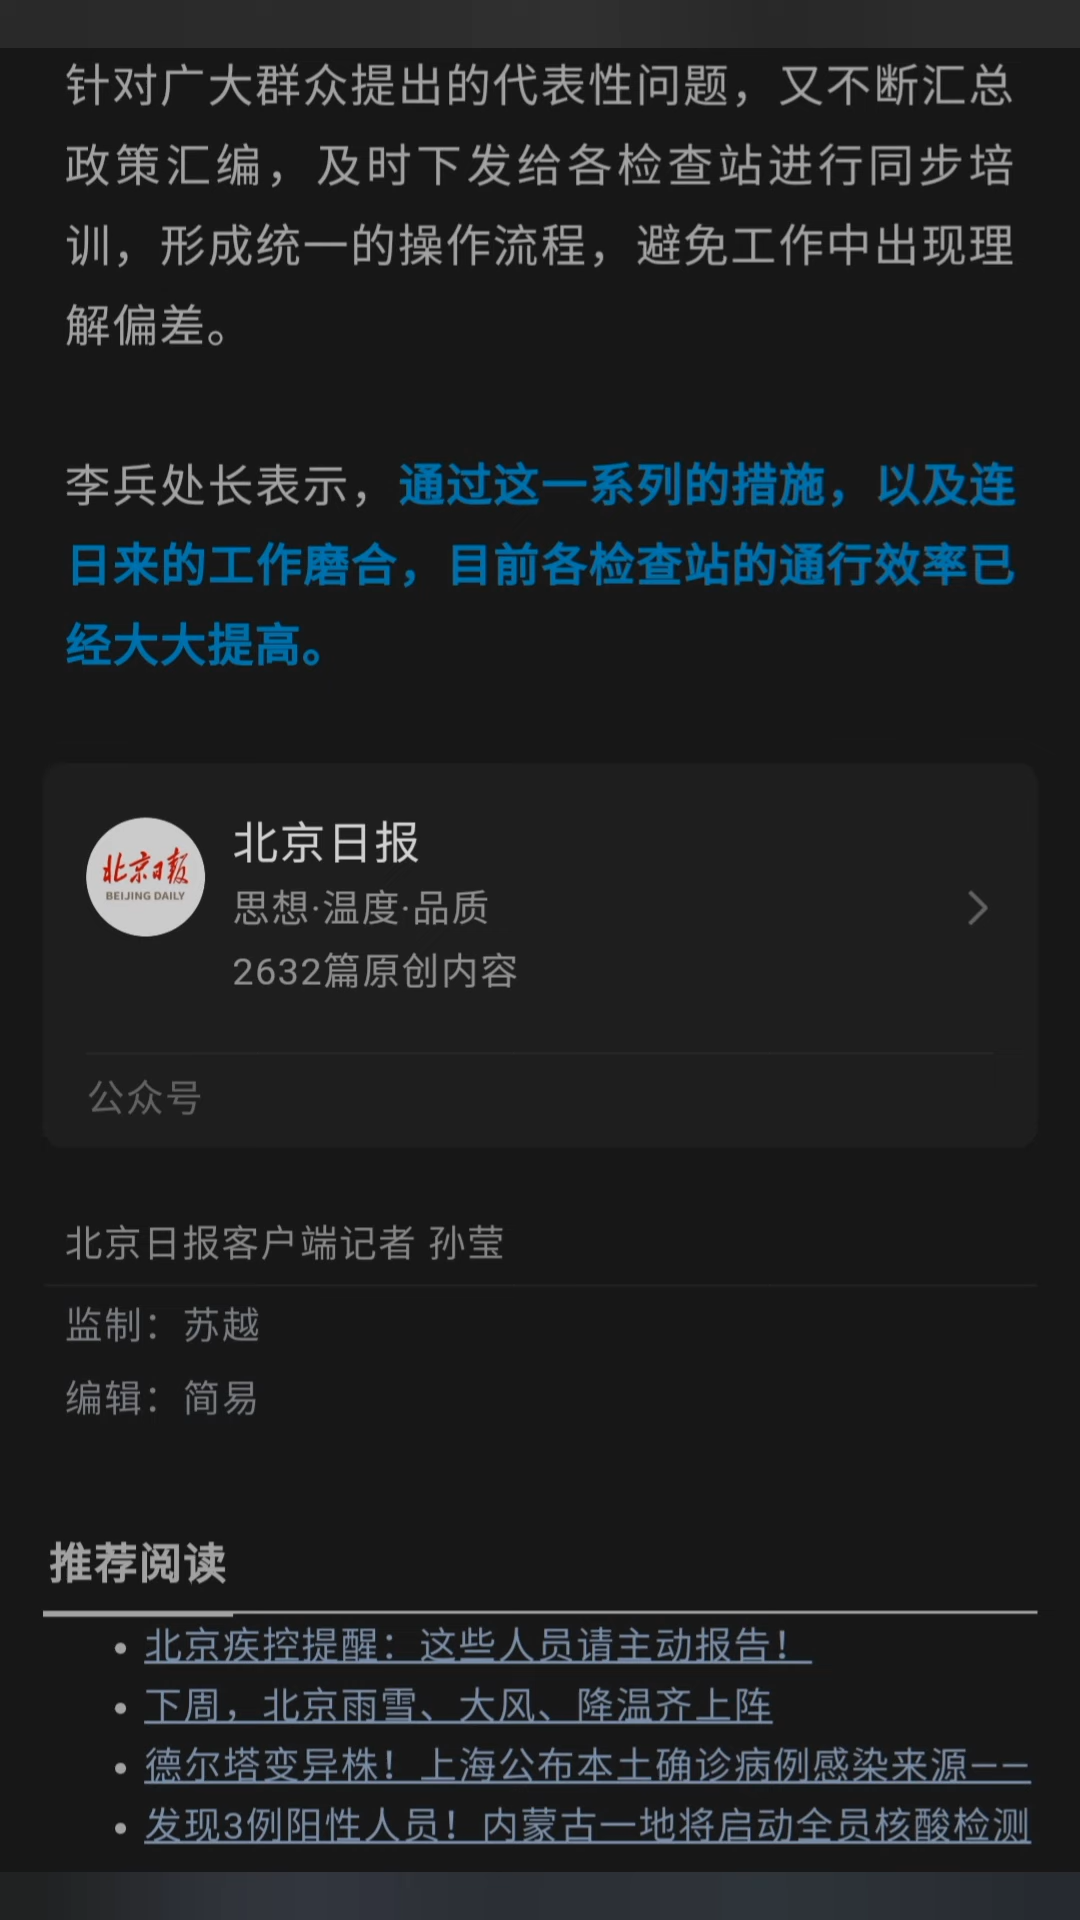 针对广大群众提出的代表性问题，又不断汇总
政策汇编，及时下发给各检查站进行同步培
训，形成统一的操作流程，避免工作中出现理
解偏差。
李兵处长表示，通过这一系列的措施，以及连
日来的工作磨合，目前各检查站的通行效率已
经大大提高。
北京日报
BEIJING DAILY
北京日报
思想·温度·品质
2632篇原创内容
公众号
北京日报客户端记者 孙莹
监制：苏越
编辑：简易
推荐阅读
北京疾控提醒：这些人员请主动报告！
下周，北京雨雪、大风、降温齐上阵
德尔塔变异株！上海公布本土确诊病例感染来源——
发现3例阳性人员！内蒙古一地将启动全员核酸检测